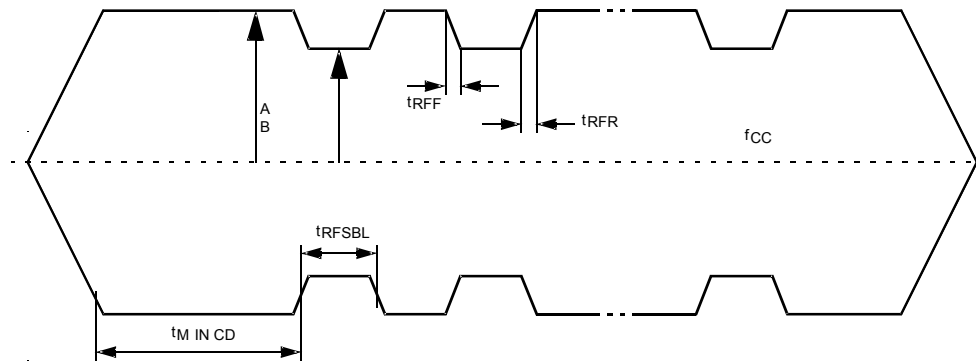 A
B
tRFF
tRFR
fCC
tRFSBL
tM IN CD